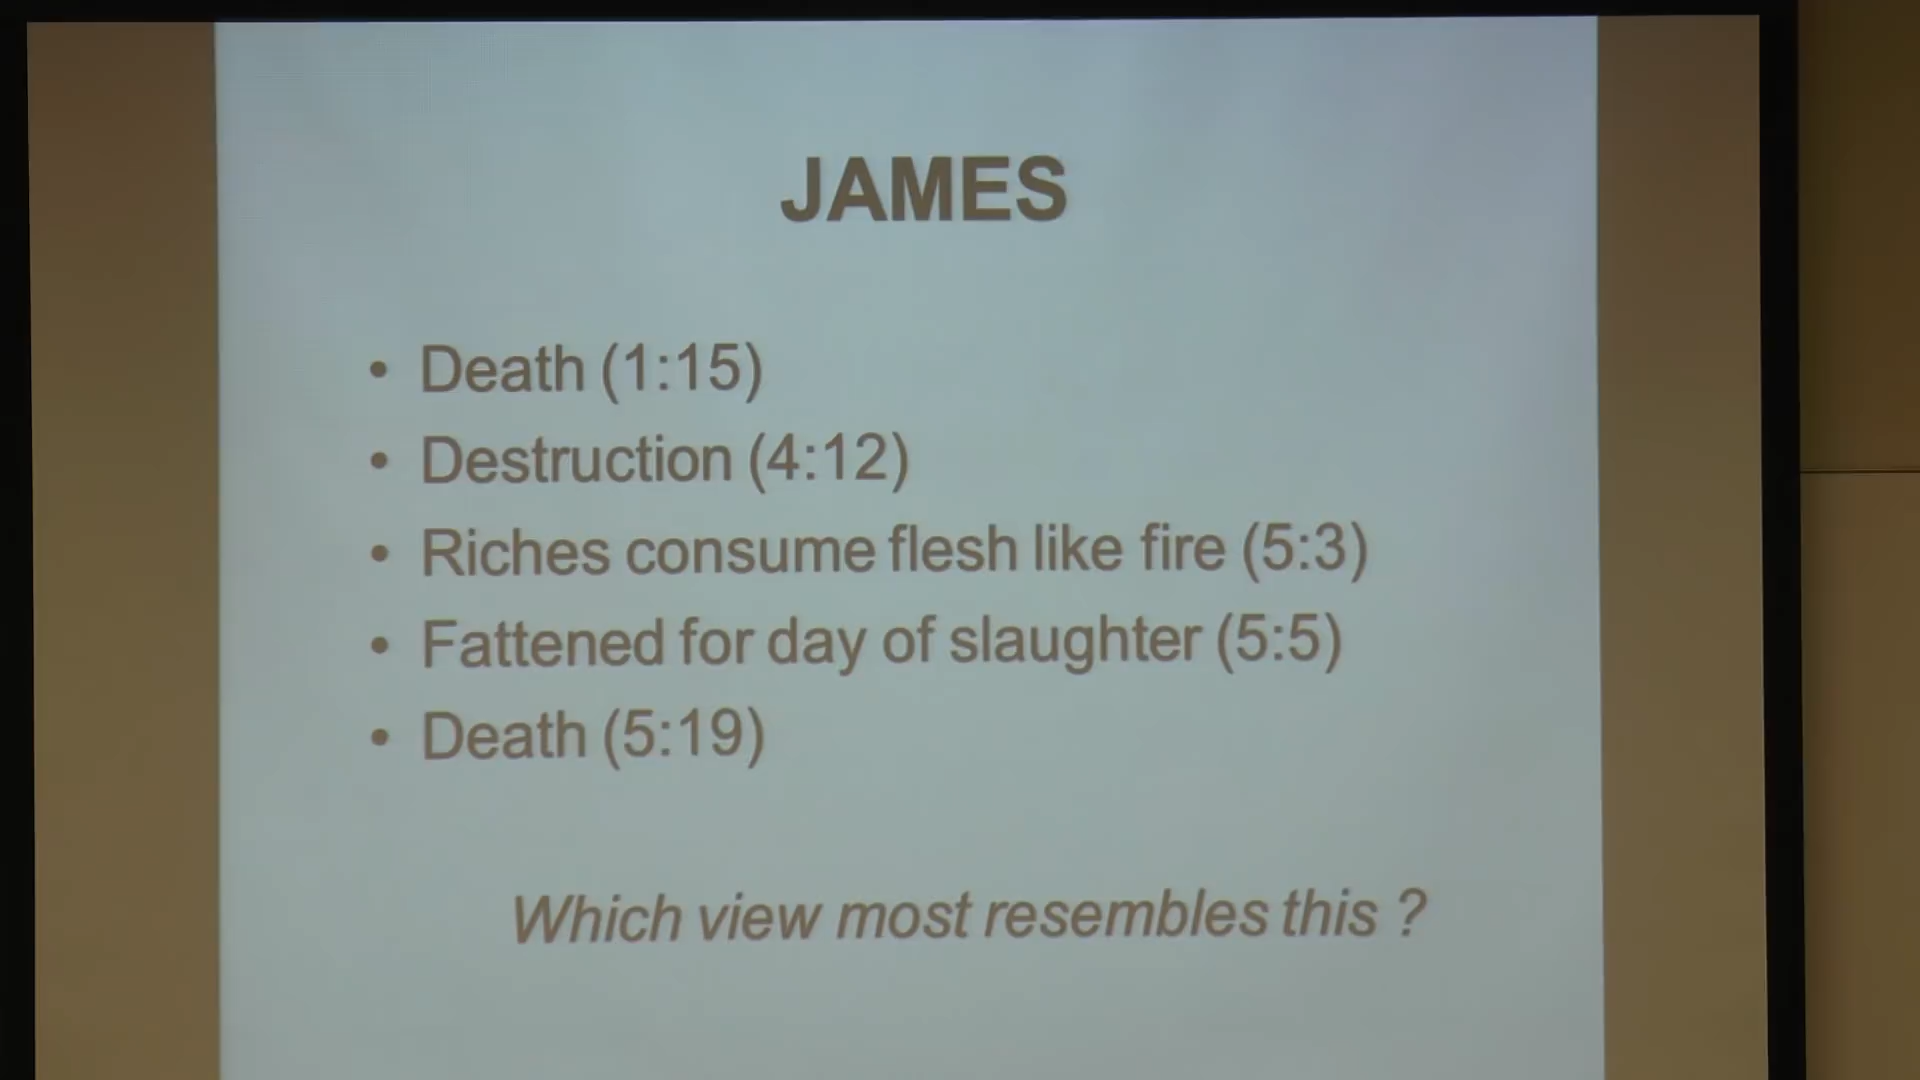 JAMES
• Death (1:15)
• Destruction (4:12)
• Riches consume flesh like fire (5:3)
• Fattened for day of slaughter (5:5)
• Death (5:19)
Which view most resembles this ?